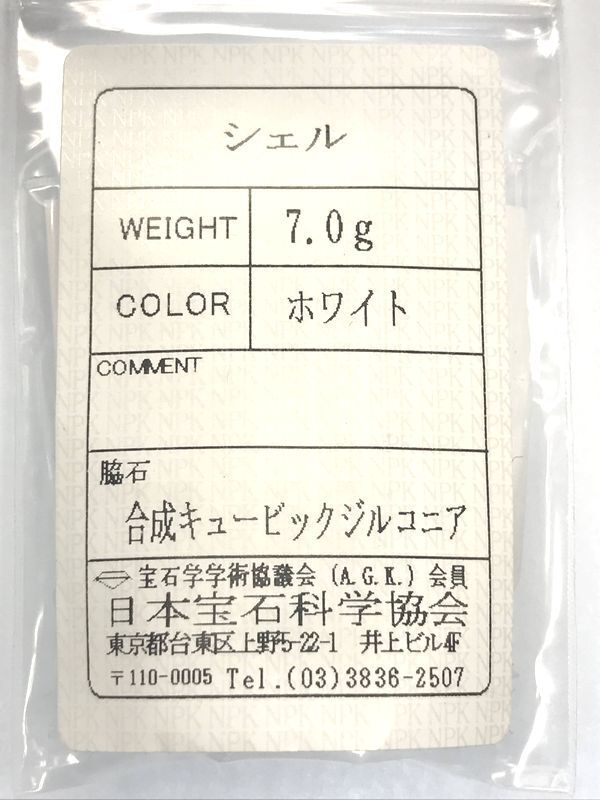 シェル
WEIGHT 7.0g
COLOR ホワイト
COMMENT
脇石
合成キュービックジルコニア
宝石学学術協議会 (A.G.K.) 会員
日本宝石科学協会
東京都台東区上野5-22-1 井上ビル4F
〒110-0005 Tel.(03)3836-2507